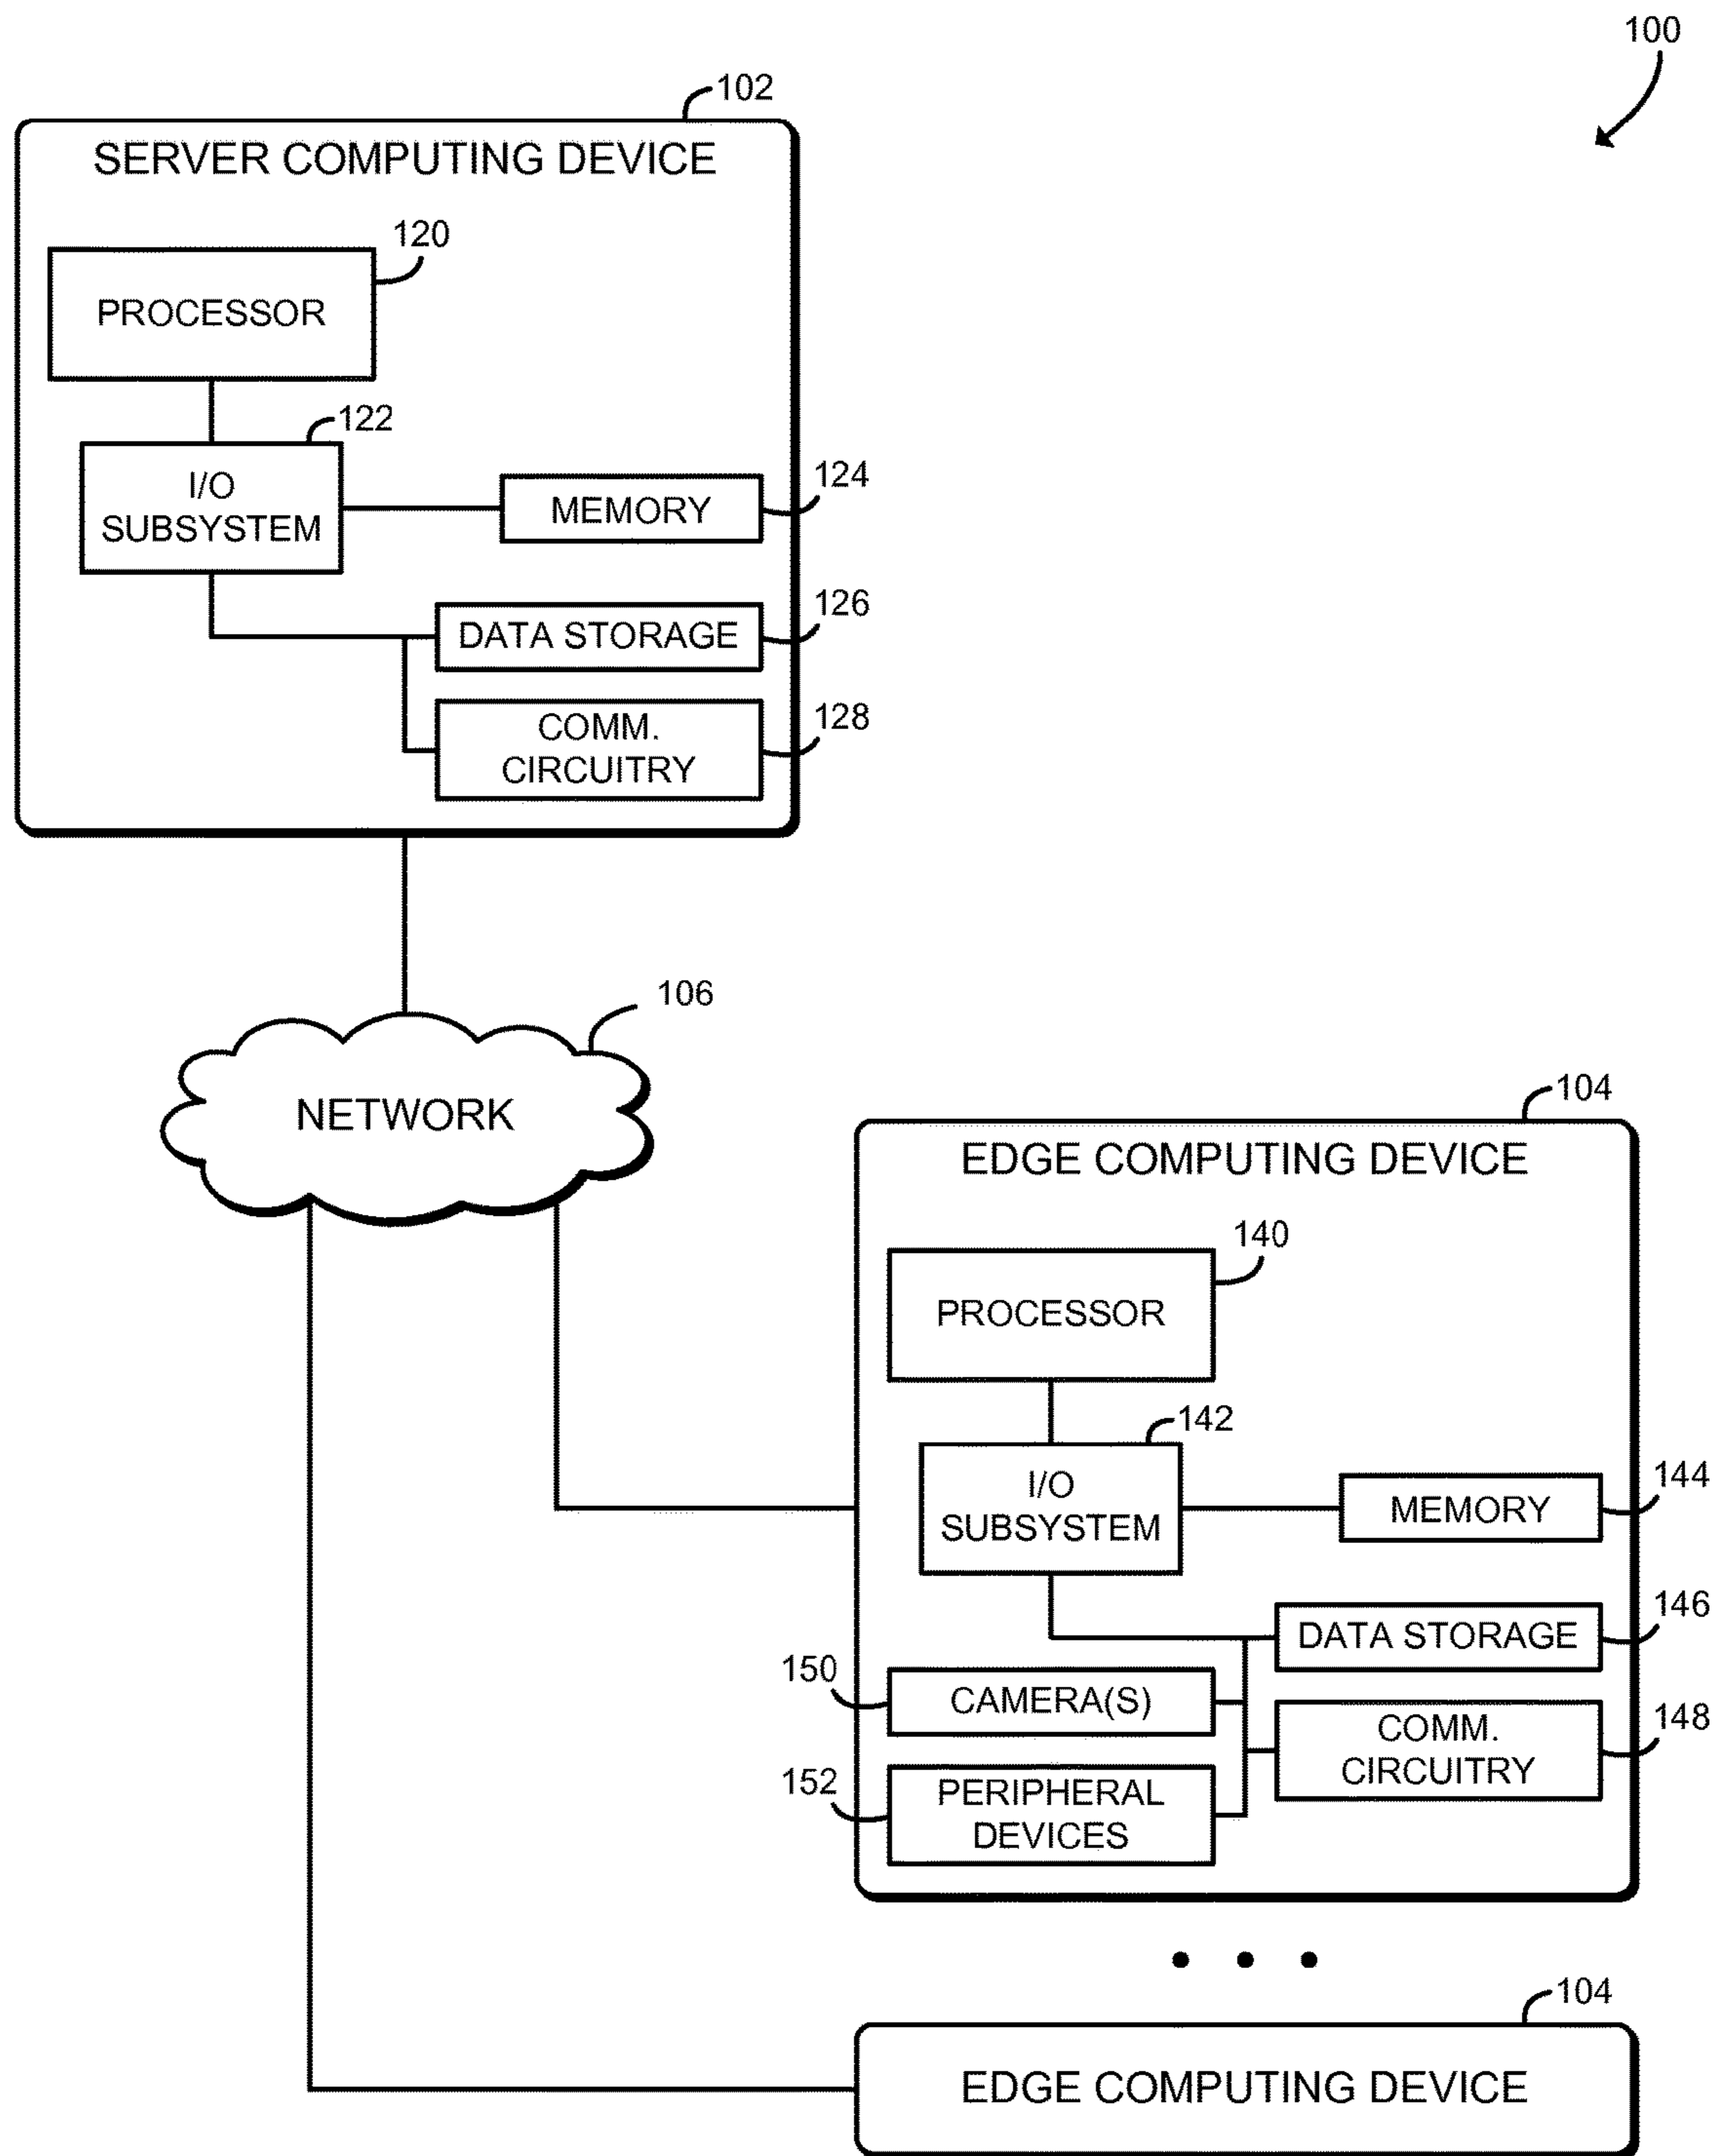 100
102
SERVER COMPUTING DEVICE
120
PROCESSOR
122
I/O
SUBSYSTEM
124
MEMORY
126
DATA STORAGE
128
COMM.
CIRCUITRY
106
NETWORK
104
EDGE COMPUTING DEVICE
140
PROCESSOR
142
I/O
SUBSYSTEM
144
MEMORY
146
DATA STORAGE
150
CAMERA(S)
148
COMM.
CIRCUITRY
152
PERIPHERAL
DEVICES
104
EDGE COMPUTING DEVICE